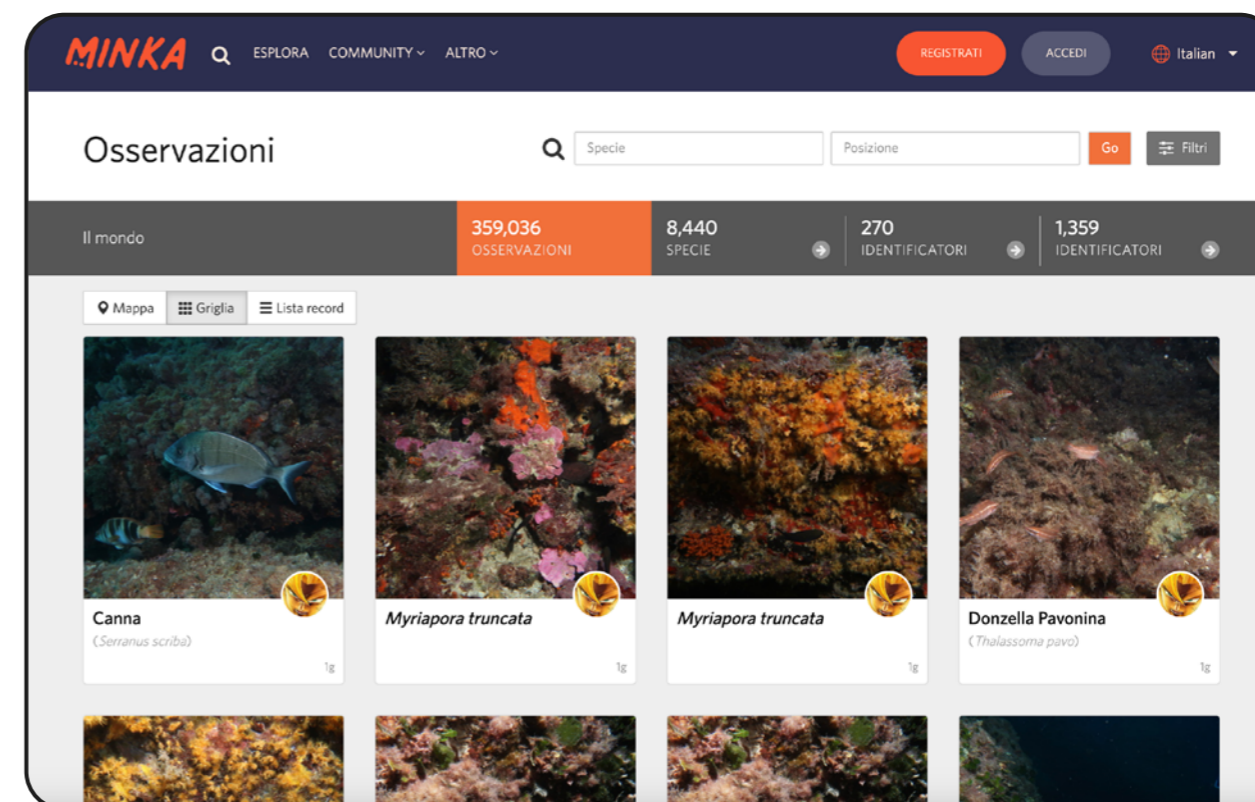 MINKA ESPLORA COMMUNITY ALTRO REGISTRATI ACCEDI Italian
Osservazioni Specie Posizione Go Filtri
Il mondo
359,036
OSSERVAZIONI
8,440
SPECIE
270
IDENTIFICATORI
1,359
IDENTIFICATORI
Mappa Griglia Lista record
Canna
(Serranus scriba)
1g
Myriapora truncata
1g
Myriapora truncata
1g
Donzella Pavonina
(Thalassoma pavo)
1g